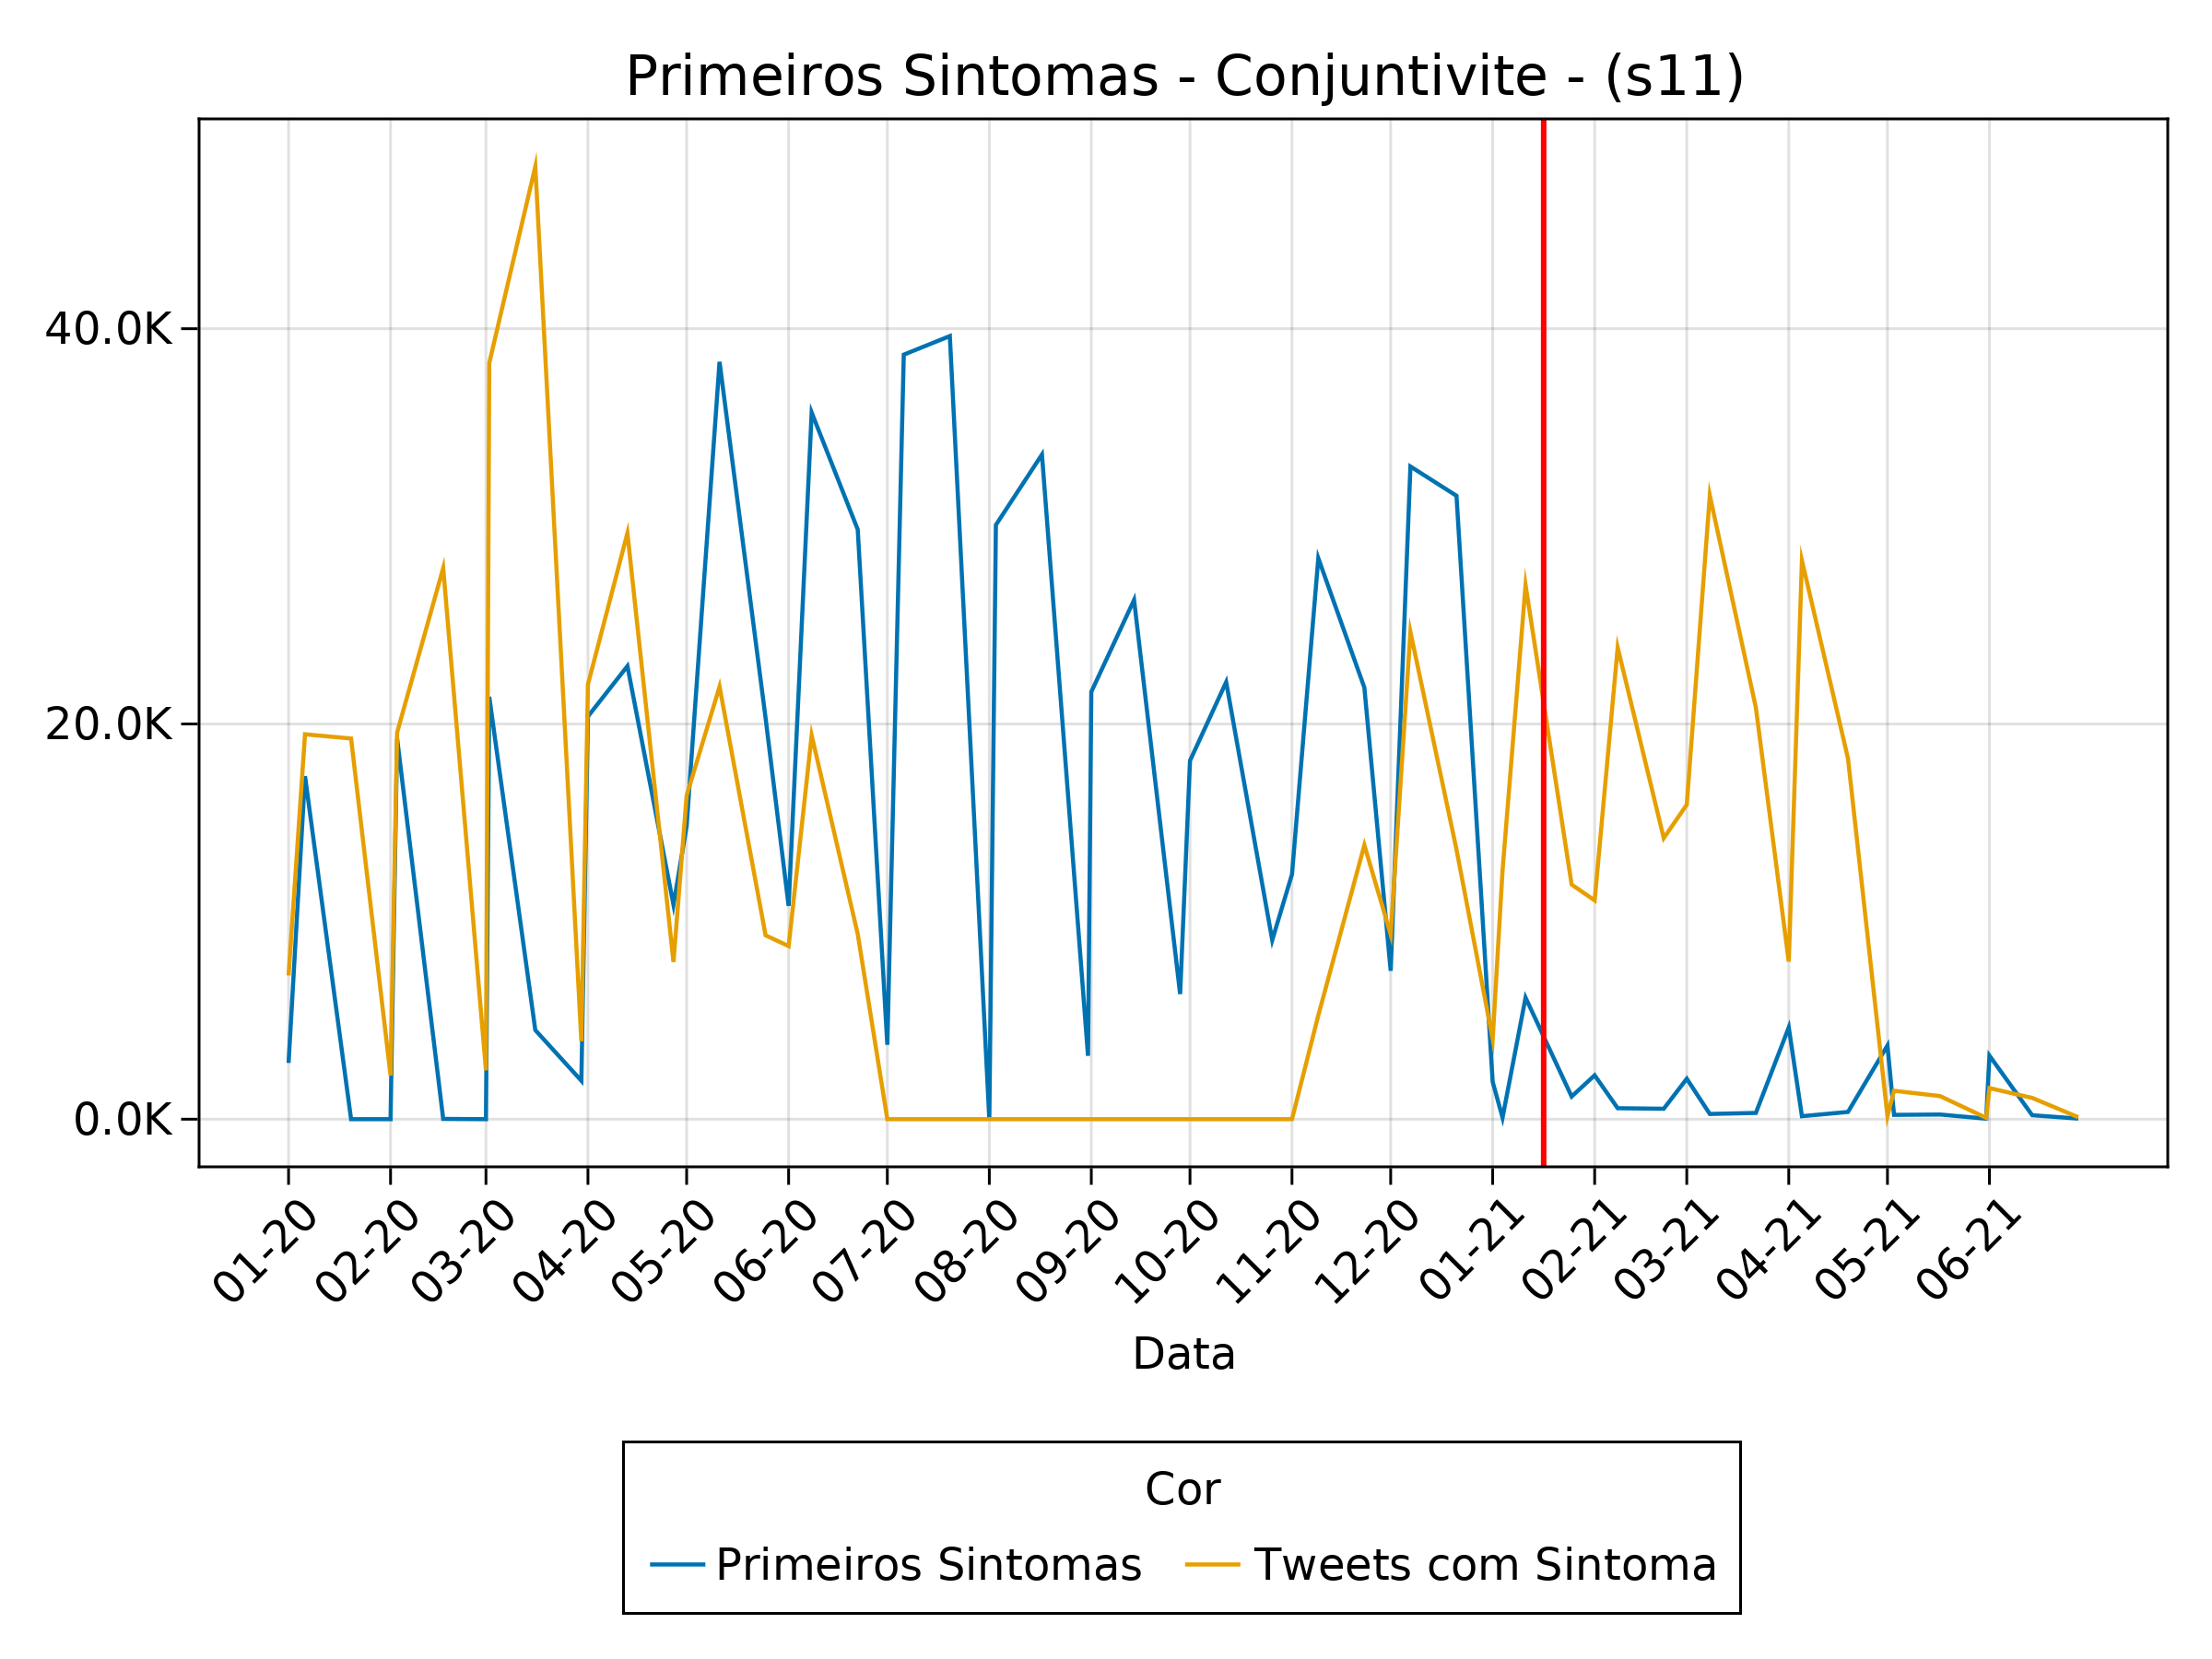 Primeiros Sintomas - Conjuntivite - (s11)
40.0K
20.0K
0.0K
01-20
02-20
03-20
04-20
05-20
06-20
07-20
08-20
09-20
10-20
11-20
12-20
01-21
02-21
03-21
04-21
05-21
06-21
Data
Cor
Primeiros Sintomas
Tweets com Sintoma